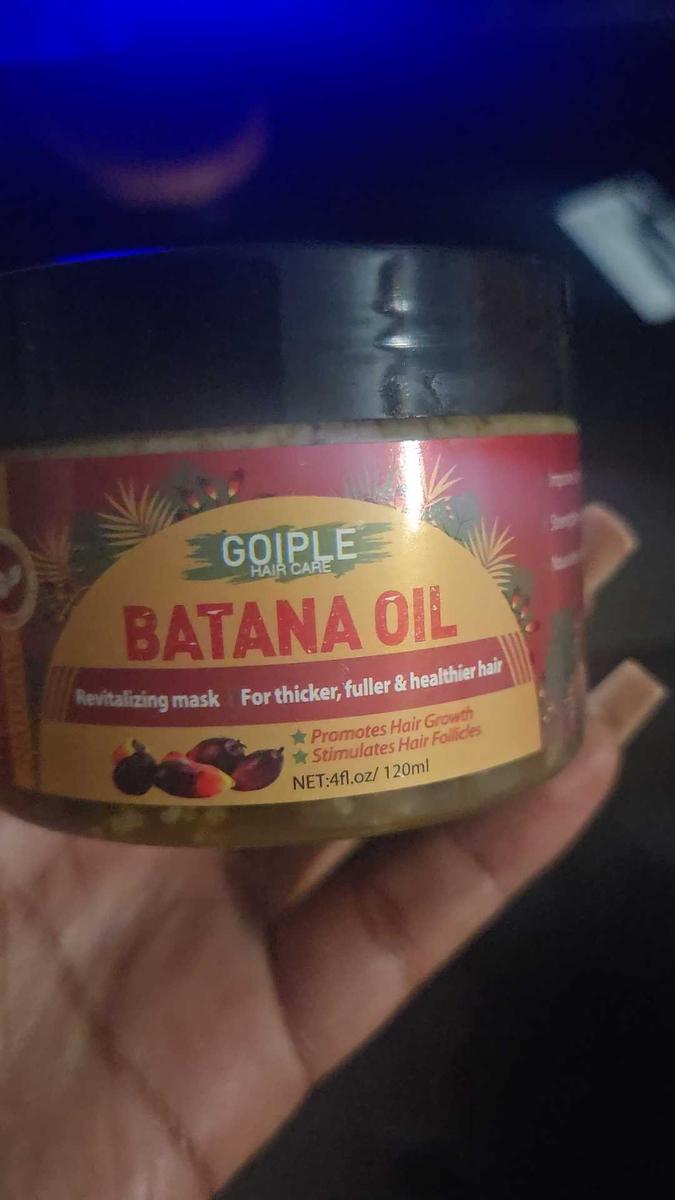 GOIPLE
HAIR CARE
BATANA OIL
Revitalizing mask For thicker, fuller & healthier hair
Promotes Hair Growth
Stimulates Hair Follicles
NET:4fl.oz/ 120ml